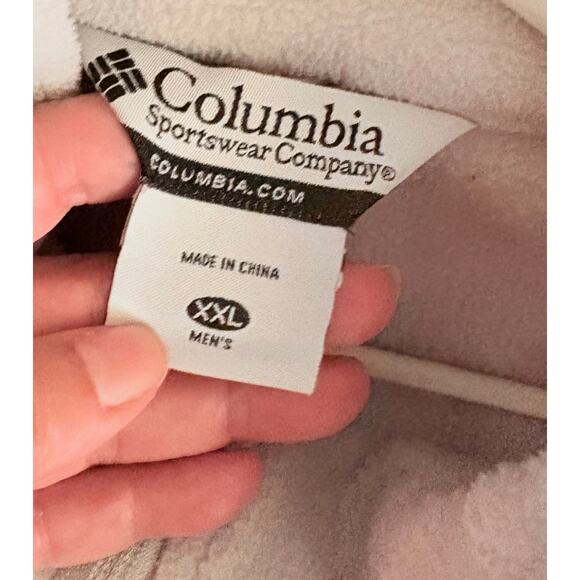 Columbia
Sportswear Company®
COLUMBIA.COM
MADE IN CHINA
XXL
MEN'S